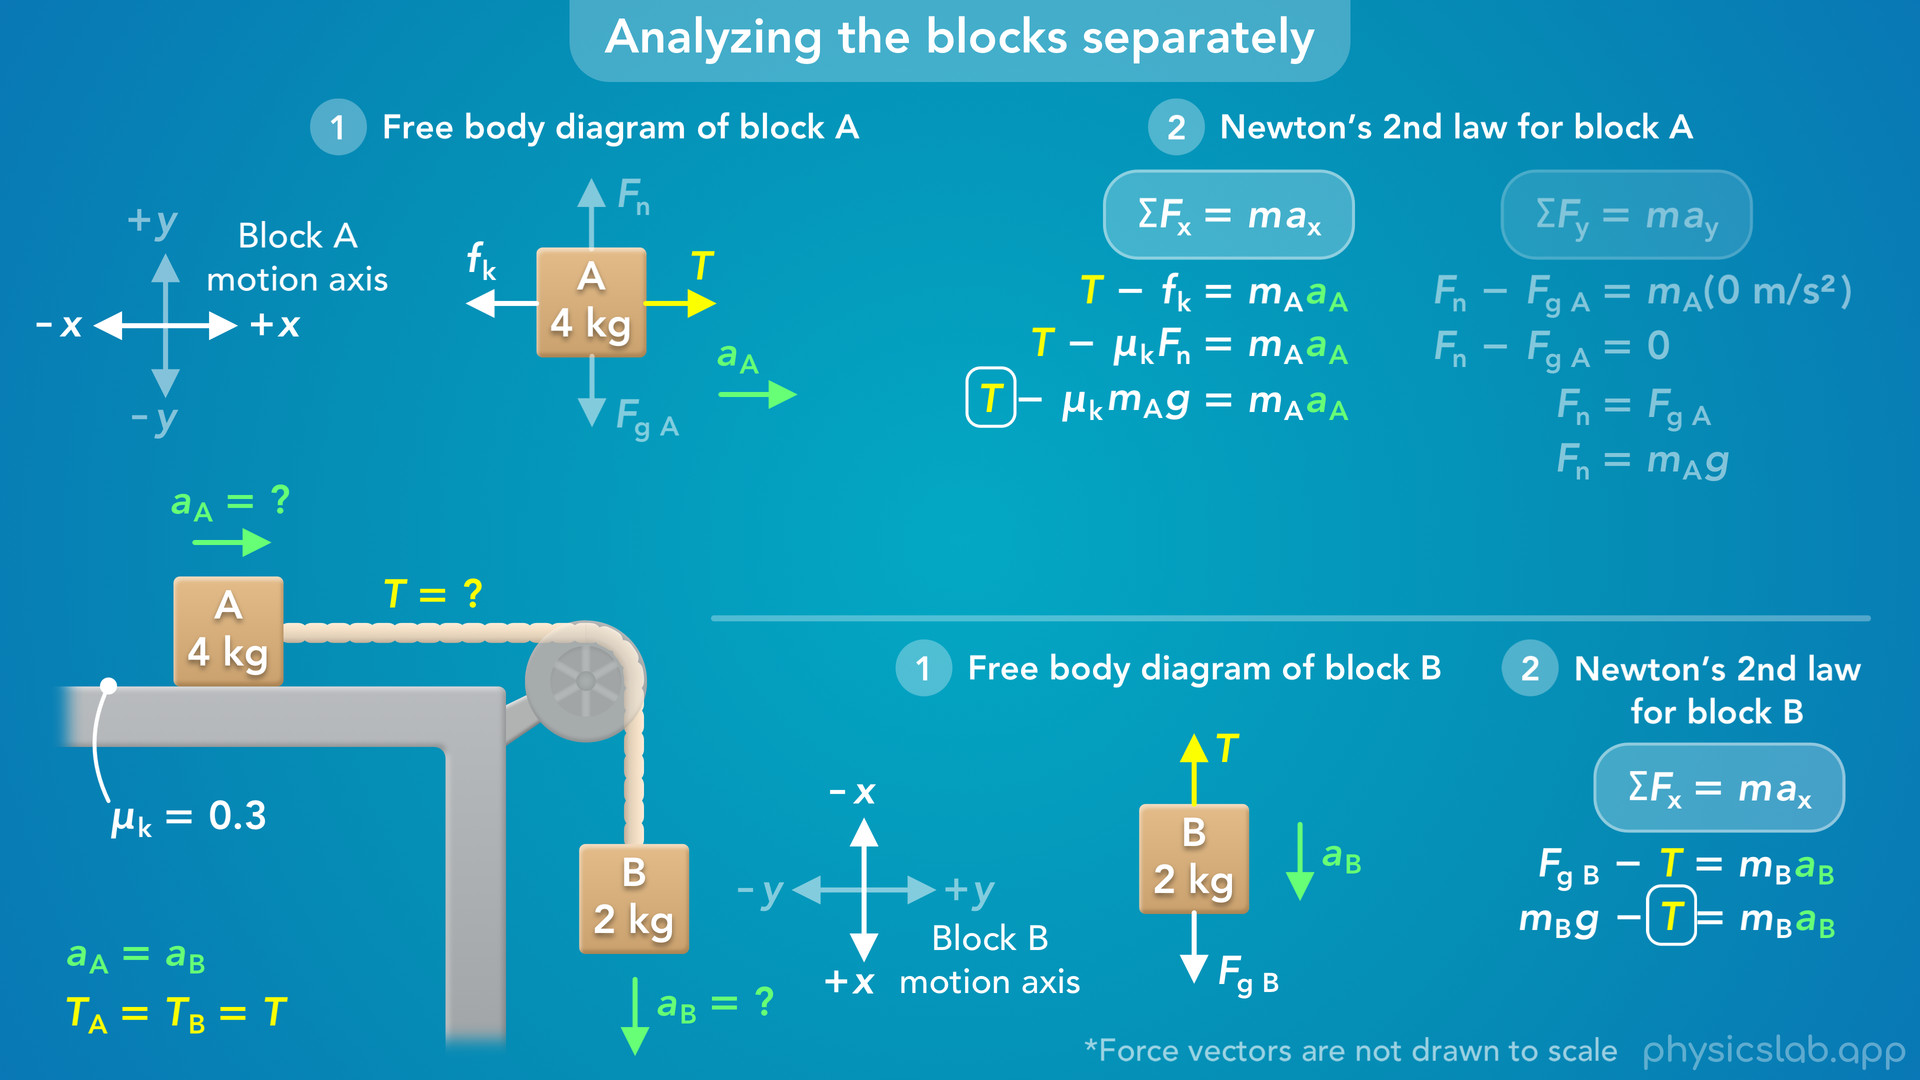 Analyzing the blocks separately
1 Free body diagram of block A
+y
Block A
motion axis
-x
+x
-y
Fn
fk
T
A
4 kg
aA
Fg A
2 Newton's 2nd law for block A
ΣFx = max
T - fk = mAaA
T - μkFn = mAaA
T - μkmAg = mAaA
ΣFy = may
Fn - Fg A = mA(0 m/s²)
Fn - Fg A = 0
Fn = Fg A
Fn = mAg
aA = ?
A
4 kg
T = ?
μk = 0.3
B
2 kg
aB = ?
aA = aB
TA = TB = T
1 Free body diagram of block B
-x
-y
+y
+x
Block B
motion axis
T
B
2 kg
aB
Fg B
2 Newton's 2nd law
for block B
ΣFx = max
Fg B - T = mBaB
mBg - T = mBaB
*Force vectors are not drawn to scale
physicslab.app